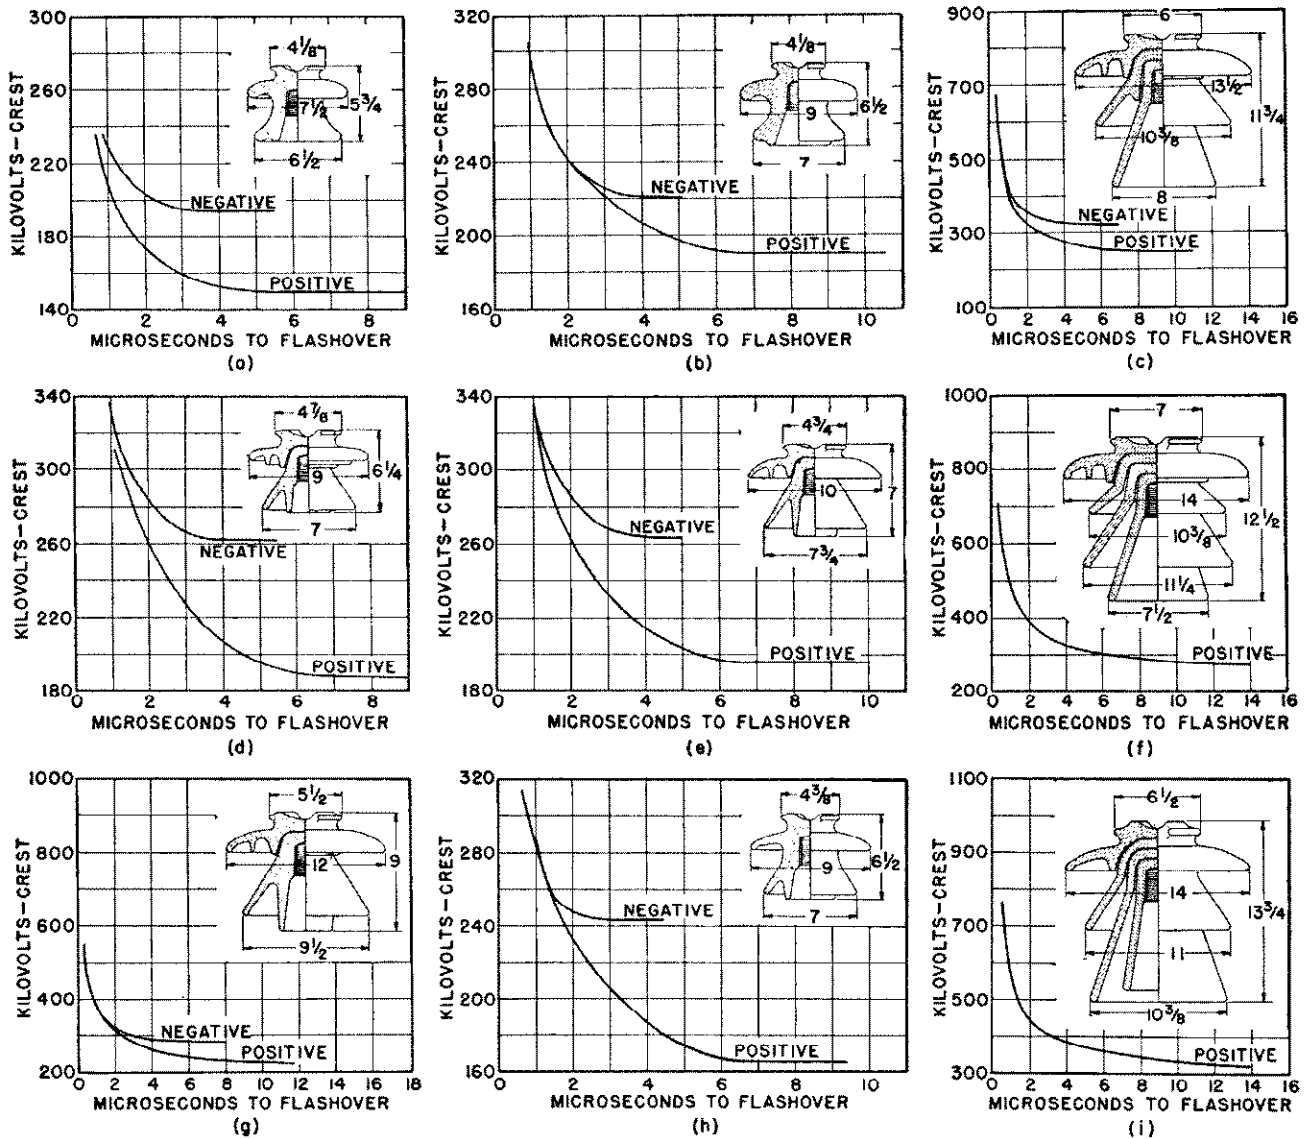 KILOVOLTS-CREST
300
260
220
180
140
0 2 4 6 8
4 1/8
7 1/2
5 3/4
6 1/2
NEGATIVE
POSITIVE
MICROSECONDS TO FLASHOVER
(a)
KILOVOLTS-CREST
320
280
240
200
160
0 2 4 6 8 10
4 1/8
9
6 1/2
7
NEGATIVE
POSITIVE
MICROSECONDS TO FLASHOVER
(b)
KILOVOLTS-CREST
900
700
500
300
100
0 2 4 6 8 10 12 14 16
6
13 1/2
11 3/4
10 3/8
8
NEGATIVE
POSITIVE
MICROSECONDS TO FLASHOVER
(c)
KILOVOLTS-CREST
340
300
260
220
180
0 2 4 6 8
4 7/8
9
6 1/4
7
NEGATIVE
POSITIVE
MICROSECONDS TO FLASHOVER
(d)
KILOVOLTS-CREST
340
300
260
220
180
0 2 4 6 8 10
4 3/4
10
7
7 3/4
NEGATIVE
POSITIVE
MICROSECONDS TO FLASHOVER
(e)
KILOVOLTS-CREST
1000
800
600
400
200
0 2 4 6 8 10 12 14 16
7
14
12 1/2
10 3/8
11 1/4
7 1/2
POSITIVE
MICROSECONDS TO FLASHOVER
(f)
KILOVOLTS-CREST
1000
800
600
400
200
0 2 4 6 8 10 12 14 16 18
5 1/2
12
9
9 1/2
NEGATIVE
POSITIVE
MICROSECONDS TO FLASHOVER
(g)
KILOVOLTS-CREST
320
280
240
200
160
0 1 2 4 6 8 10
4 3/8
9
6 1/2
7
NEGATIVE
POSITIVE
MICROSECONDS TO FLASHOVER
(h)
KILOVOLTS-CREST
1100
900
700
500
300
0 2 4 6 8 10 12 14 16
6 1/2
14
13 3/4
11
10 3/8
POSITIVE
MICROSECONDS TO FLASHOVER
(i)